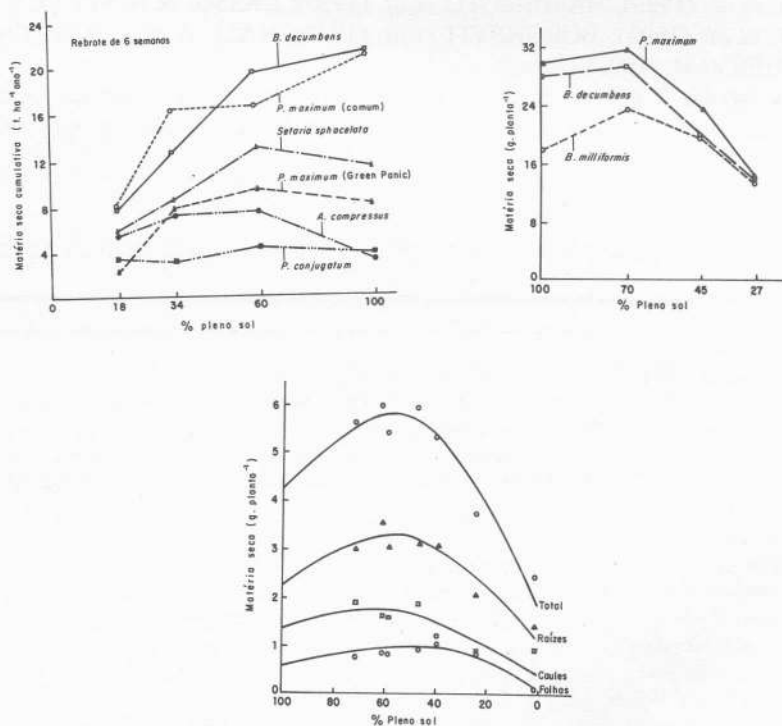 Rebrote de 6 semanas
Matéria seca cumulativa (t. ha⁻¹ ano⁻¹)
24
20
16
12
8
4
0
18
34
60
100
% pleno sol
B. decumbens
P. maximum (comum)
Setaria sphacelata
P. maximum (Green Panic)
A. compressus
P. conjugatum
Matéria seca (g. planta⁻¹)
32
24
16
8
0
100
70
45
27
% pleno sol
P. maximum
B. decumbens
B. milliformis
Matéria seca (g. planta⁻¹)
6
5
4
3
2
1
0
100
80
60
40
20
0
% Pleno sol
Total
Raízes
Caules
Folhas